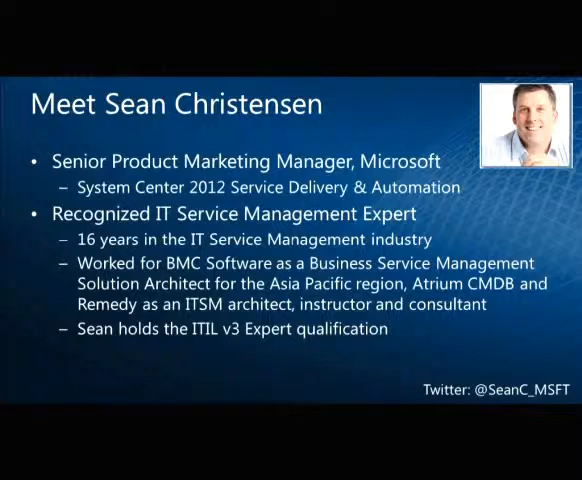 Meet Sean Christensen
• Senior Product Marketing Manager, Microsoft
– System Center 2012 Service Delivery & Automation
• Recognized IT Service Management Expert
– 16 years in the IT Service Management industry
– Worked for BMC Software as a Business Service Management
Solution Architect for the Asia Pacific region, Atrium CMDB and
Remedy as an ITSM architect, instructor and consultant
– Sean holds the ITIL v3 Expert qualification
Twitter: @SeanC_MSFT